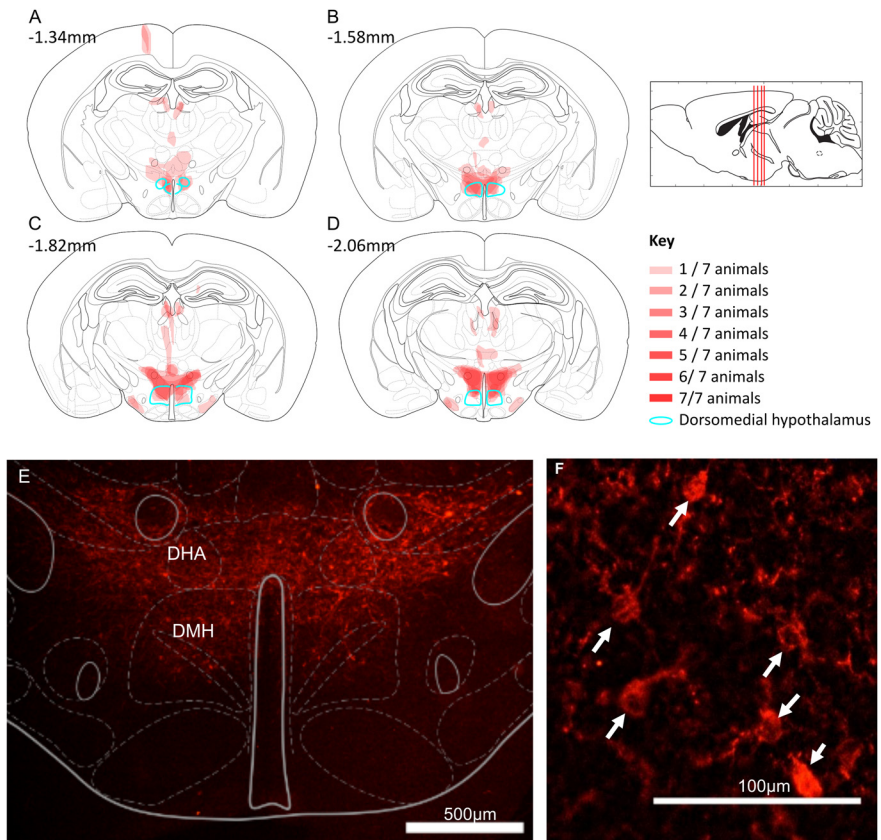 A
-1.34mm
B
-1.58mm
C
-1.82mm
D
-2.06mm
Key
1 / 7 animals
2 / 7 animals
3 / 7 animals
4 / 7 animals
5 / 7 animals
6/ 7 animals
7/7 animals
Dorsomedial hypothalamus
E
DHA
DMH
500µm
F
100µm